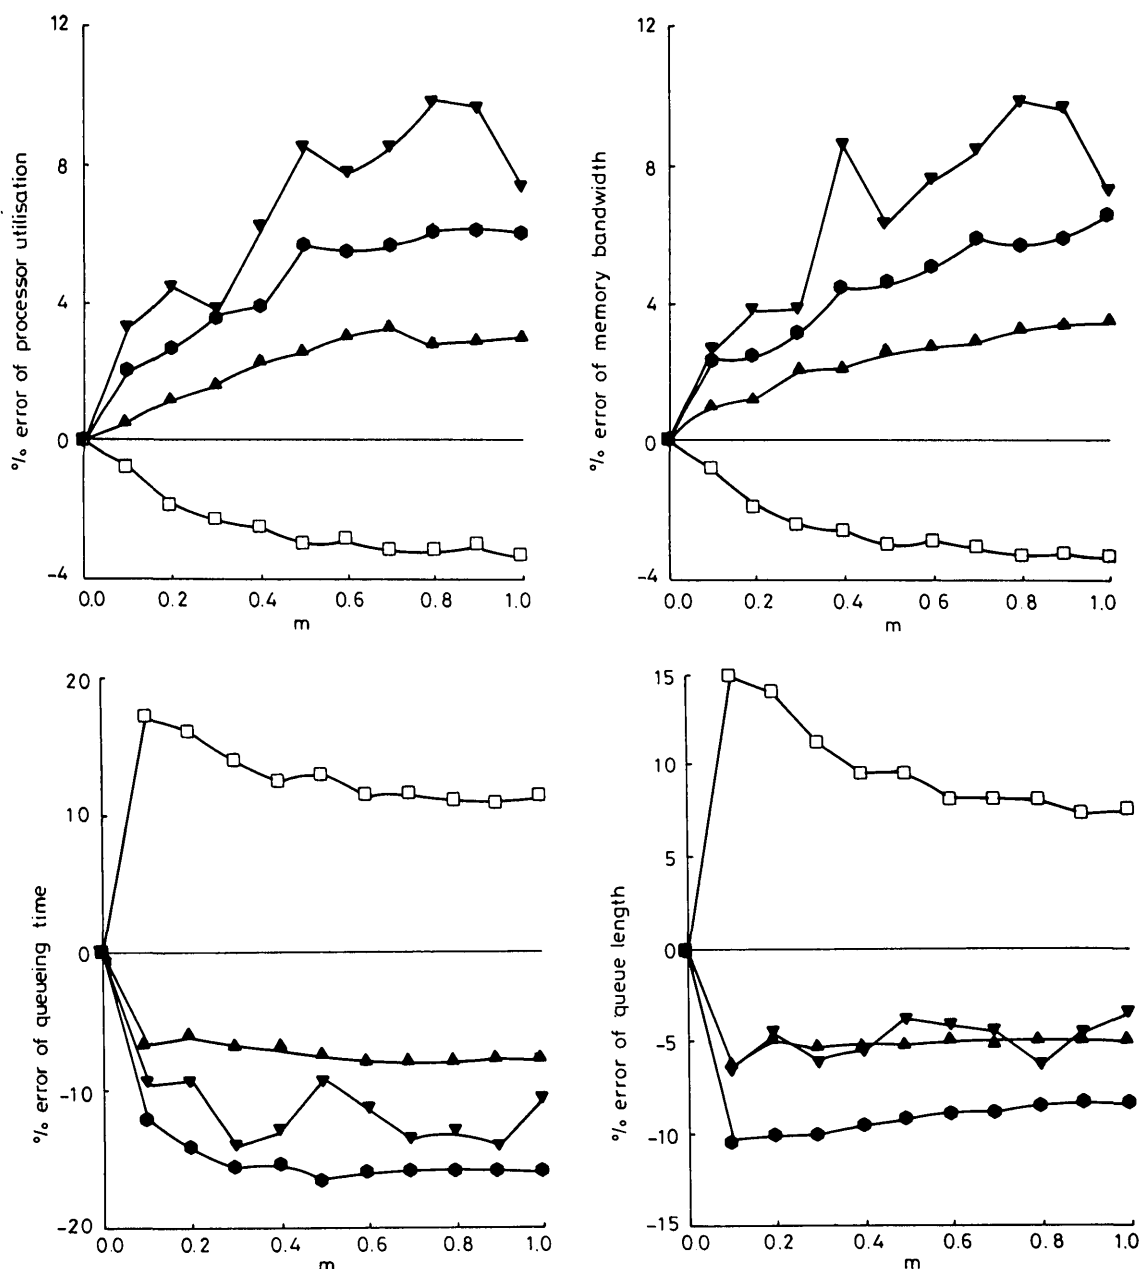 12
8
4
0
-4
% error of processor utilisation
0.0 0.2 0.4 0.6 0.8 1.0
m
12
8
4
0
-4
% error of memory bandwidth
0.0 0.2 0.4 0.6 0.8 1.0
m
20
10
0
-10
-20
% error of queueing time
0.0 0.2 0.4 0.6 0.8 1.0
m
15
10
5
0
-5
-10
-15
% error of queue length
0.0 0.2 0.4 0.6 0.8 1.0
m